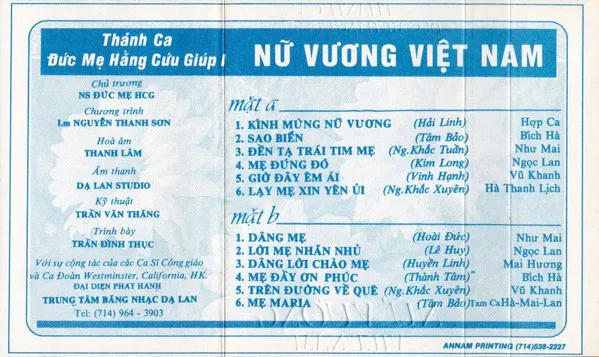 Thánh Ca
Đức Mẹ Hằng Cứu Giúp I
Chủ trương
NS ĐỨC MẸ HCG
Chương trình
Lm NGUYỄN THANH SƠN
Hoà âm
THANH LÂM
Âm thanh
DẠ LAN STUDIO
Kỹ thuật
TRẦN VĂN THĂNG
Trình bày
TRẦN ĐÌNH THỤC
Với sự cộng tác của các Ca Sĩ Công giáo
và Ca Đoàn Westminster, California, HK.
ĐẠI DIỆN PHÁT HÀNH
TRUNG TÂM BĂNG NHẠC DẠ LAN
Tel: (714) 964 - 3903
NỮ VƯƠNG VIỆT NAM
mặt a
1. KÍNH MỪNG NỮ VƯƠNG (Hải Linh) Hợp Ca
2. SAO BIỂN (Tâm Bảo) Bích Hà
3. ĐỀN TẠ TRÁI TIM MẸ (Ng.Khắc Tuần) Như Mai
4. MẸ ĐỨNG ĐÓ (Kim Long) Ngọc Lan
5. GIỜ ĐÂY ÊM ÁI (Vinh Hạnh) Vũ Khanh
6. LẠY MẸ XIN YÊN ỦI (Ng.Khắc Xuyên) Hà Thanh Lịch
mặt b
1. DÂNG MẸ (Hoài Đức) Như Mai
2. LỜI MẸ NHẮN NHỦ (Lê Huy) Ngọc Lan
3. DÂNG LỜI CHÀO MẸ (Huyền Linh) Mai Hương
4. MẸ ĐẦY ƠN PHÚC (Thành Tâm) Bích Hà
5. TRÊN ĐƯỜNG VỀ QUÊ (Ng.Khắc Xuyên) Vũ Khanh
6. MẸ MARIA (Tâm Bảo) Tam Ca Hà-Mai-Lan
ANNAM PRINTING (714)538-2227